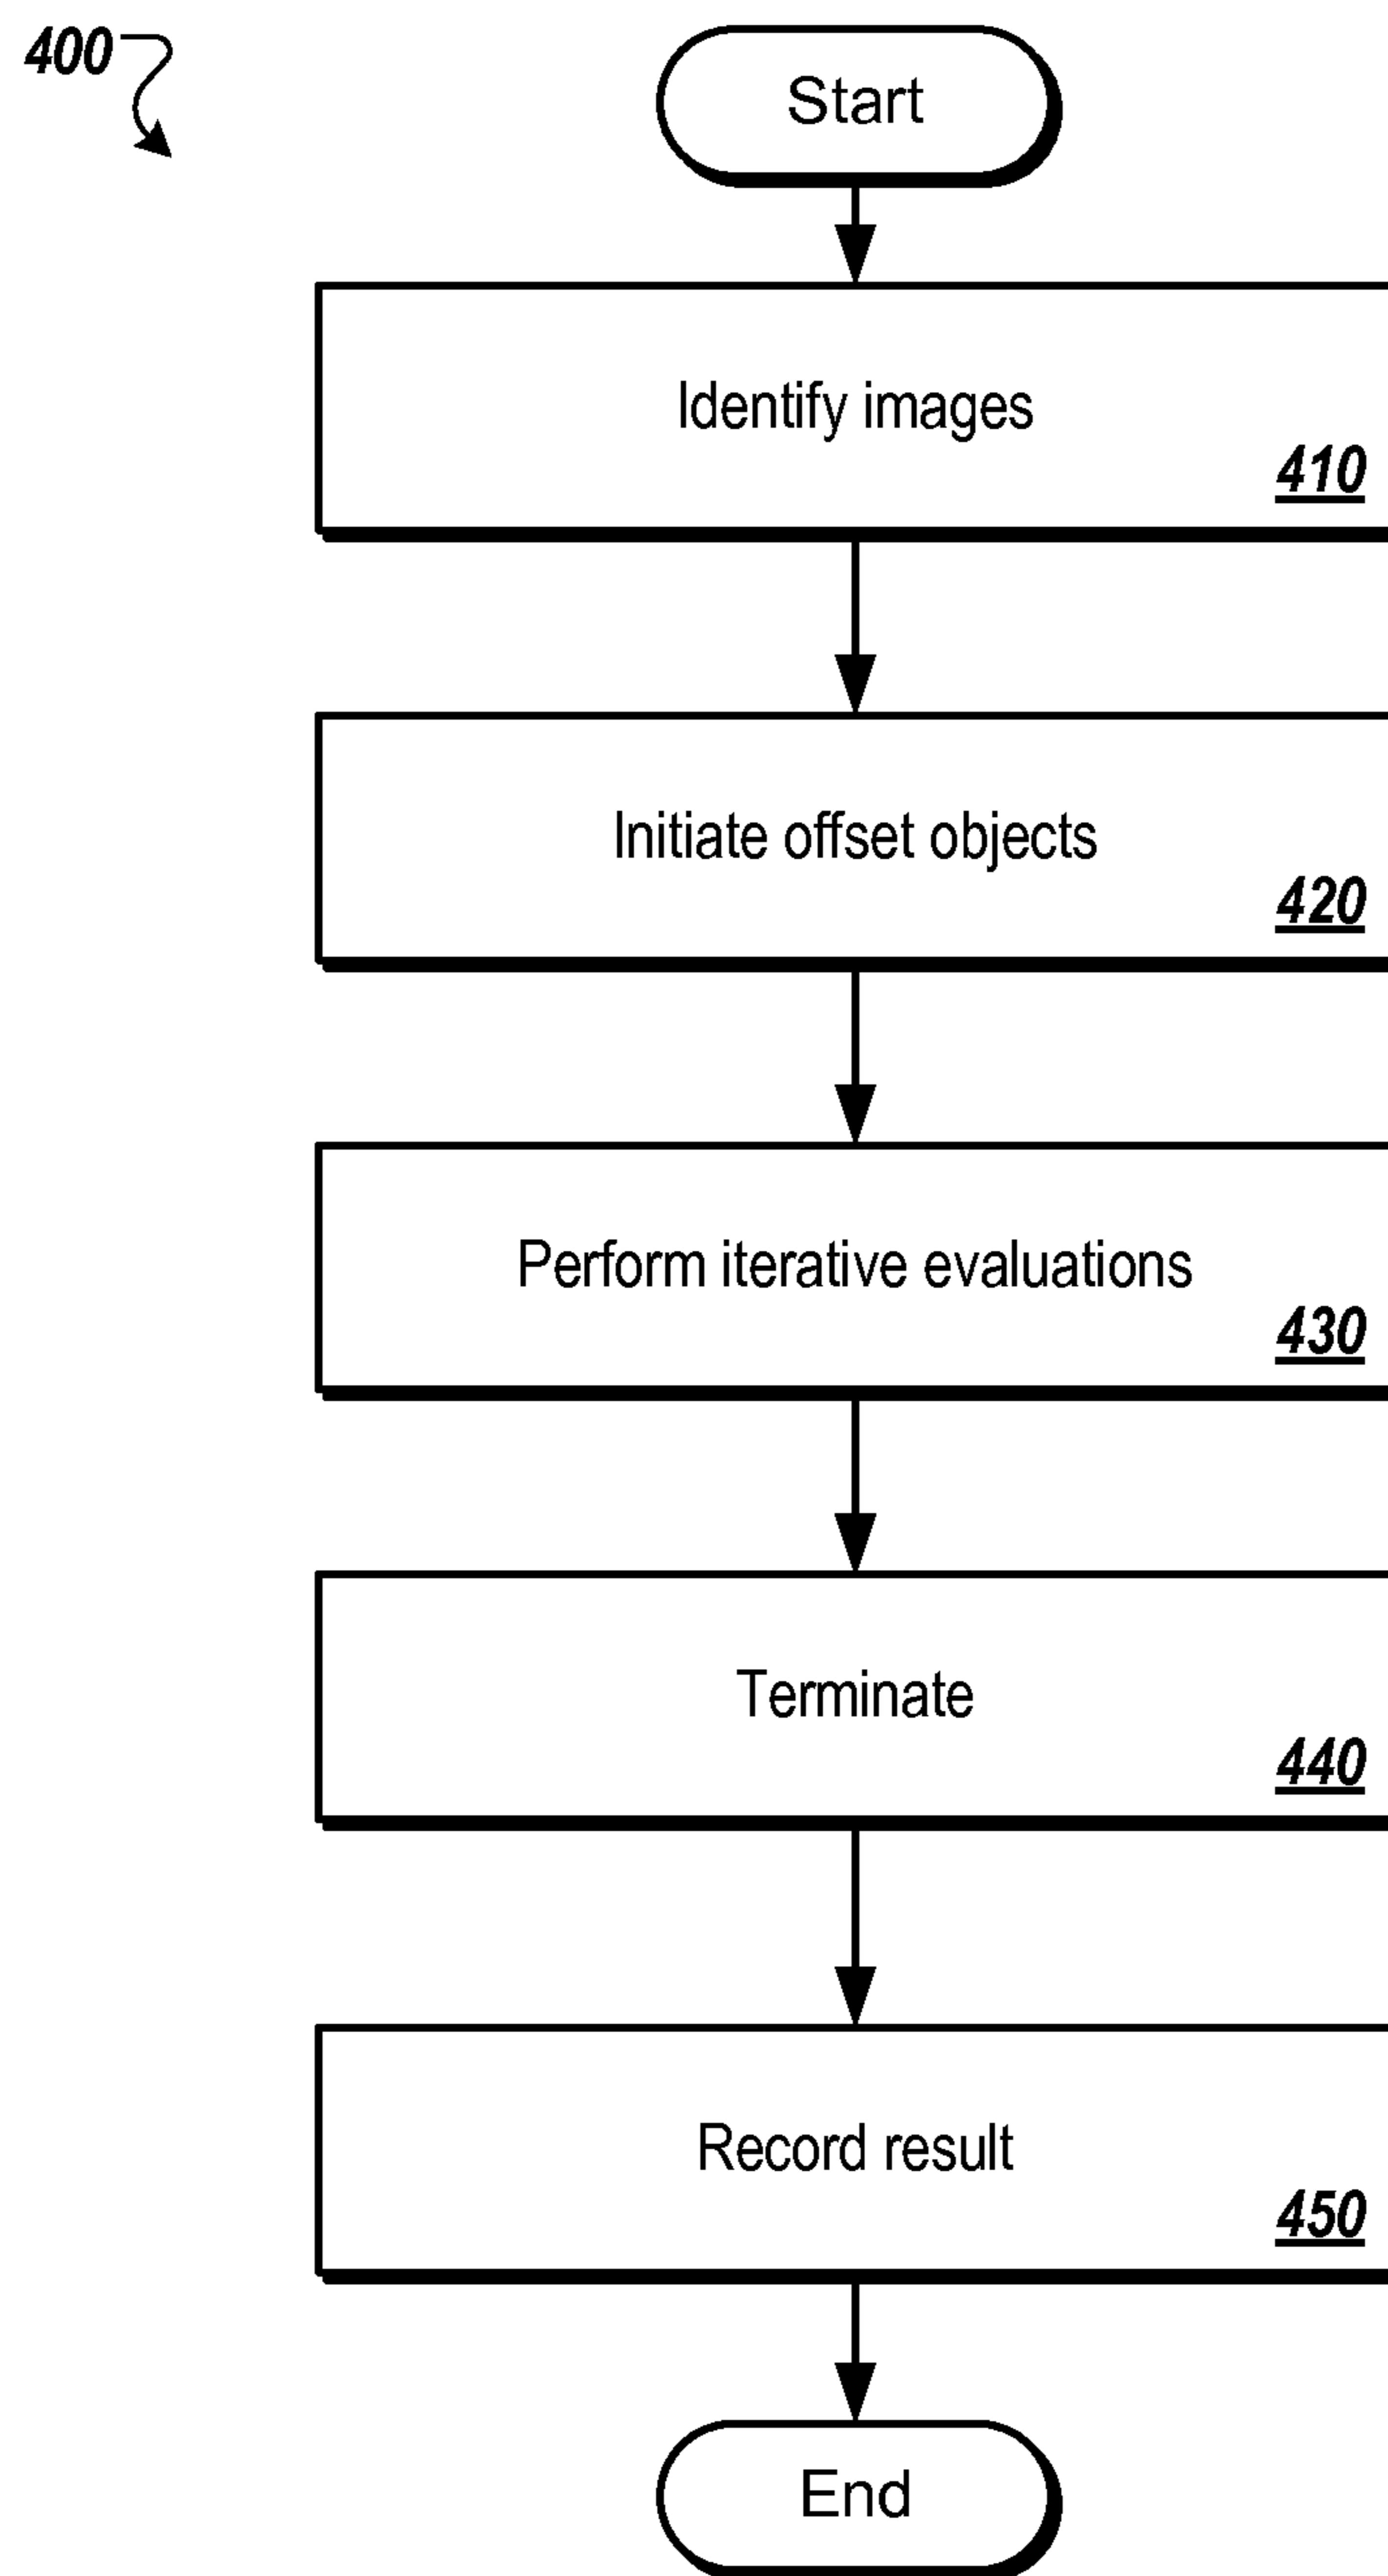 400
Start
Identify images
410
Initiate offset objects
420
Perform iterative evaluations
430
Terminate
440
Record result
450
End